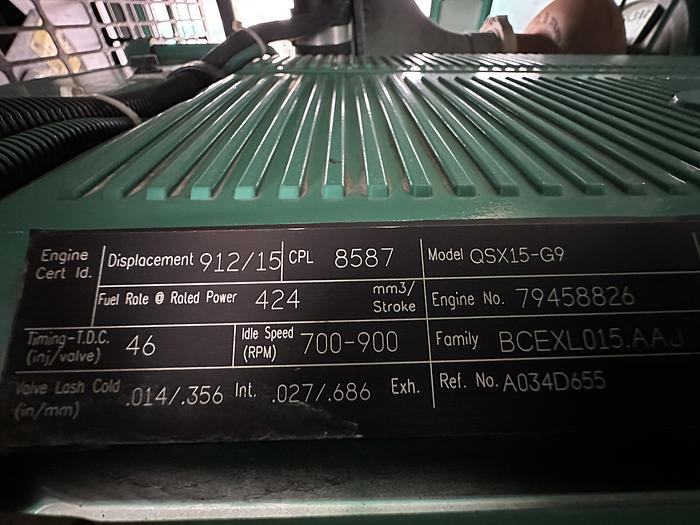 Engine Cert Id.
Displacement 912/15 CPL 8587 Model QSX15-G9
Fuel Rate @ Rated Power 424 mm3/Stroke Engine No. 79458826
Timing-T.D.C. (inj/valve) 46 Idle Speed (RPM) 700-900 Family BCEXL015.AAJ
Valve Lash Cold (in/mm) .014/.356 Int. .027/.686 Exh. Ref. No. A034D655